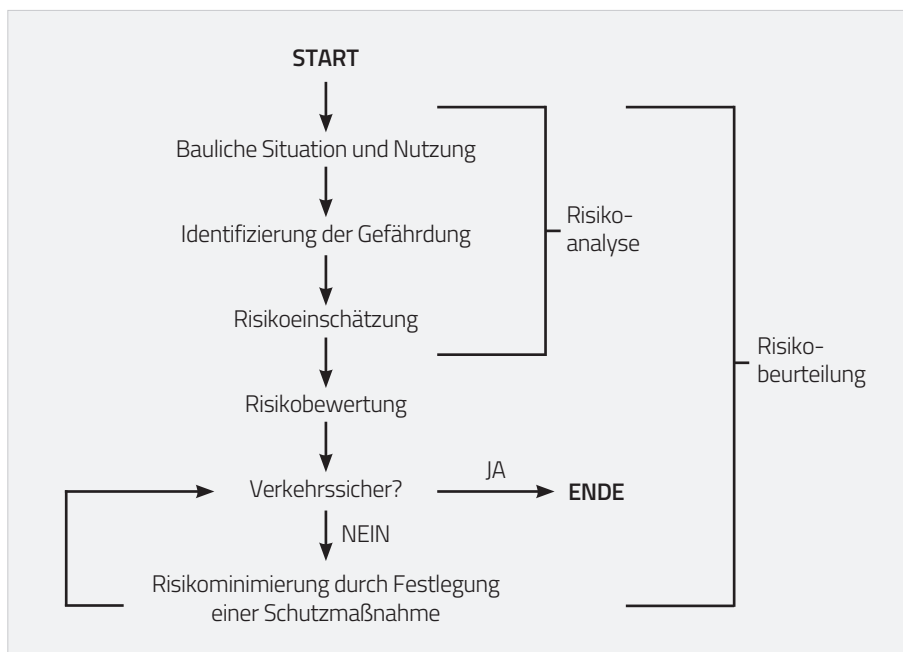 START
Bauliche Situation und Nutzung
Identifizierung der Gefährdung
Risiko-
analyse
Risikoeinschätzung
Risikobewertung
Risiko-
beurteilung
Verkehrssicher?
JA
ENDE
NEIN
Risikominimierung durch Festlegung
einer Schutzmaßnahme